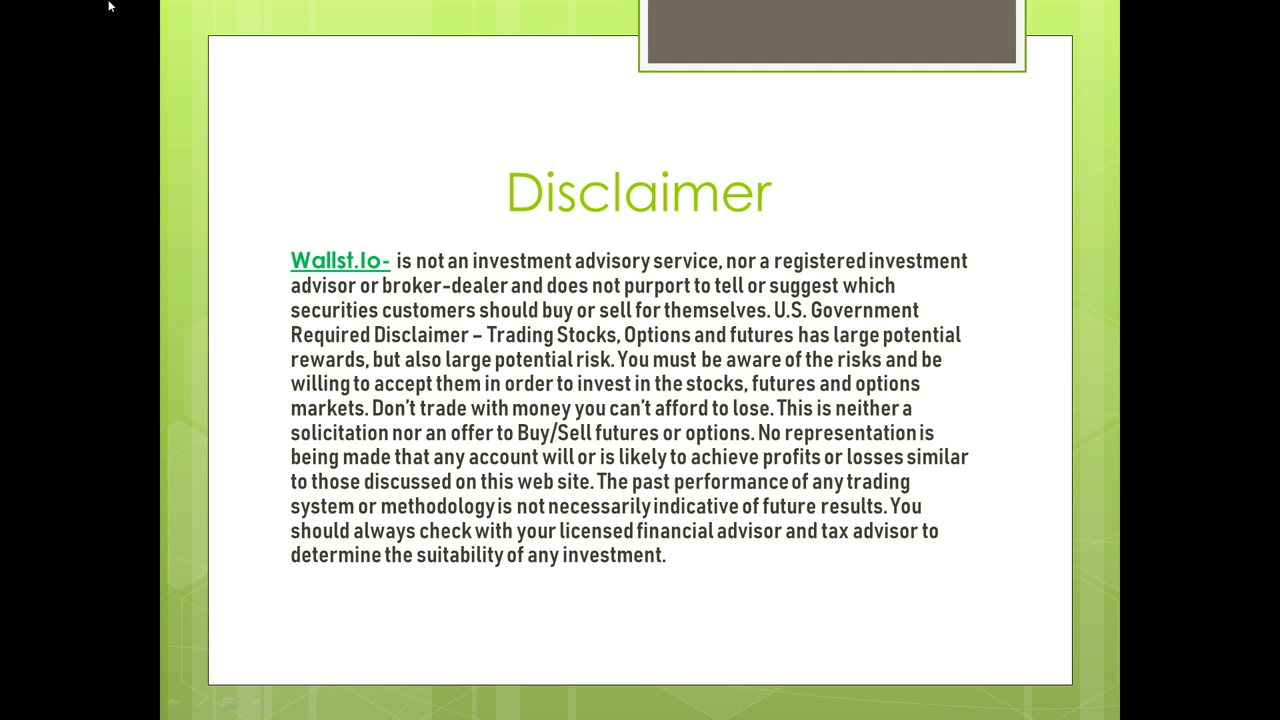 Disclaimer
Wallst.Io- is not an investment advisory service, nor a registered investment
advisor or broker-dealer and does not purport to tell or suggest which
securities customers should buy or sell for themselves. U.S. Government
Required Disclaimer – Trading Stocks, Options and futures has large potential
rewards, but also large potential risk. You must be aware of the risks and be
willing to accept them in order to invest in the stocks, futures and options
markets. Don’t trade with money you can’t afford to lose. This is neither a
solicitation nor an offer to Buy/Sell futures or options. No representation is
being made that any account will or is likely to achieve profits or losses similar
to those discussed on this web site. The past performance of any trading
system or methodology is not necessarily indicative of future results. You
should always check with your licensed financial advisor and tax advisor to
determine the suitability of any investment.